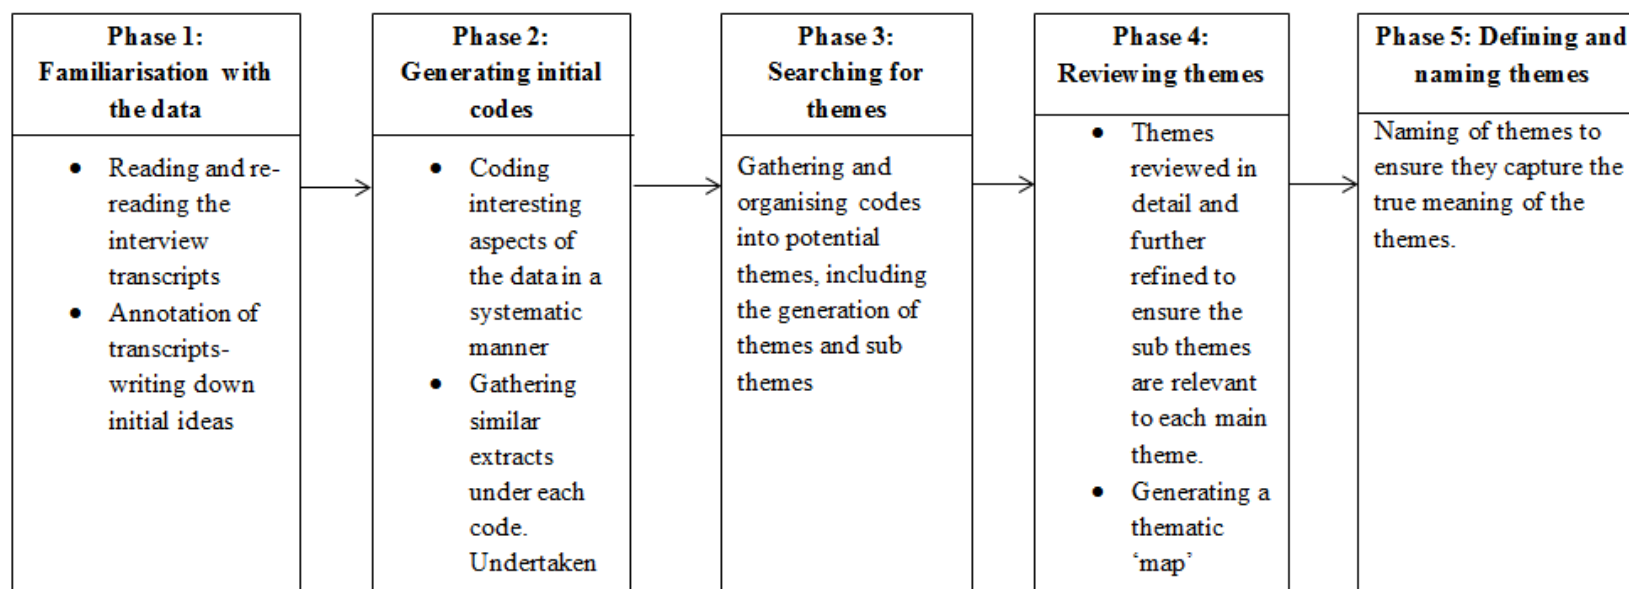 Phase 1:
Familiarisation with
the data
• Reading and re-
reading the
interview
transcripts
• Annotation of
transcripts-
writing down
initial ideas
Phase 2:
Generating initial
codes
• Coding
interesting
aspects of
the data in a
systematic
manner
• Gathering
similar
extracts
under each
code.
Undertaken
Phase 3:
Searching for
themes
Gathering and
organising codes
into potential
themes, including
the generation of
themes and sub
themes
Phase 4:
Reviewing themes
• Themes
reviewed in
detail and
further
refined to
ensure the
sub themes
are relevant
to each main
theme.
• Generating a
thematic
‘map’
Phase 5: Defining and
naming themes
Naming of themes to
ensure they capture the
true meaning of the
themes.